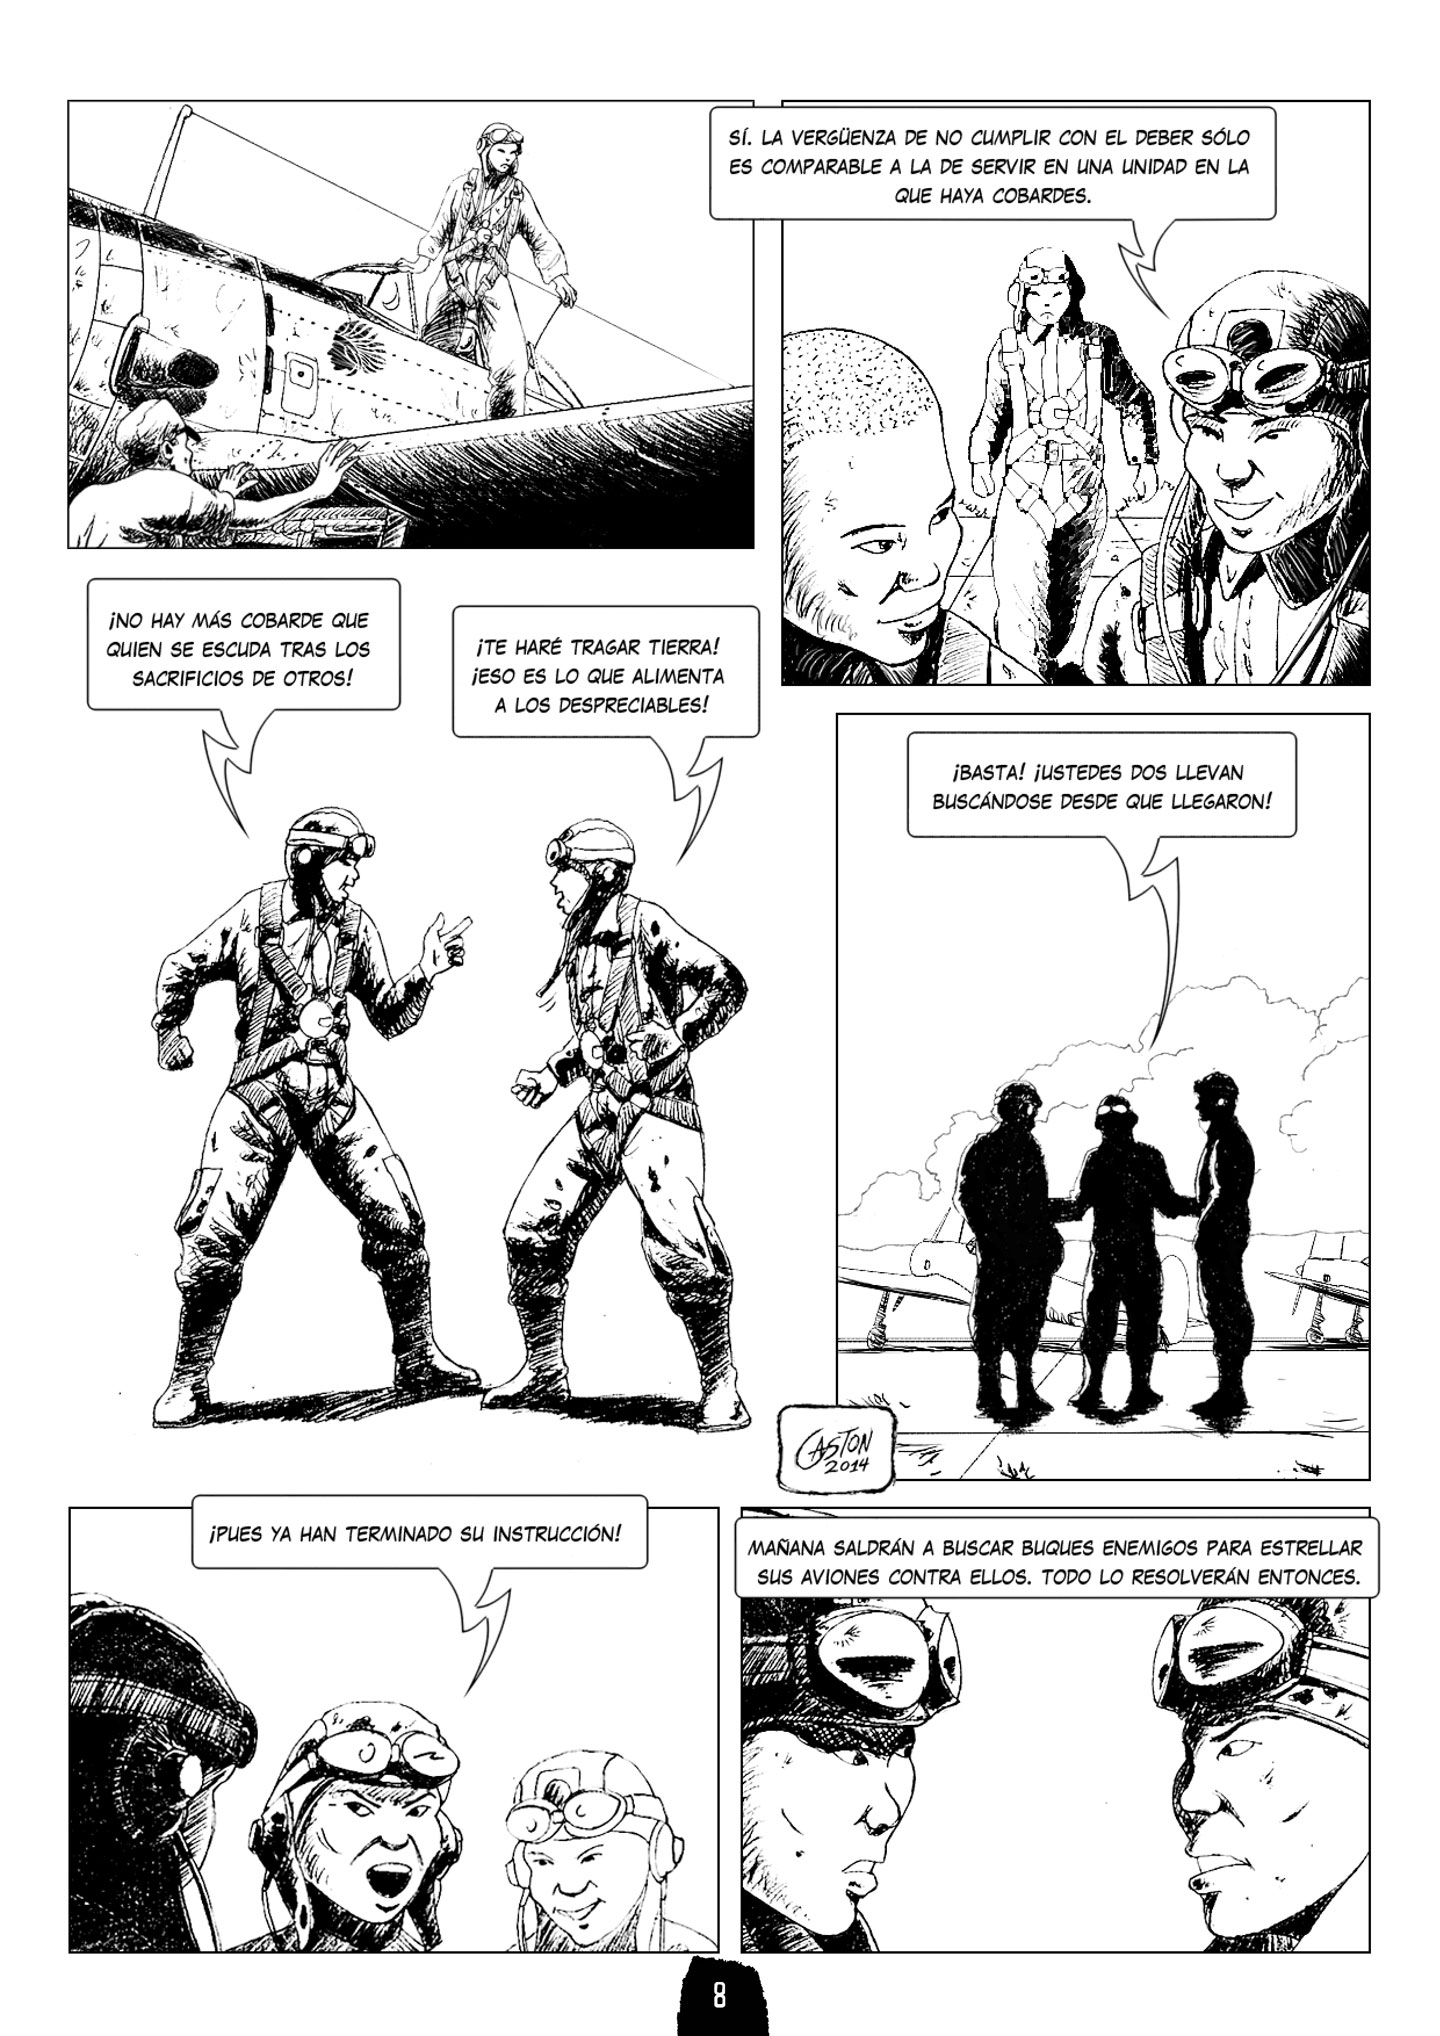 SÍ. LA VERGÜENZA DE NO CUMPLIR CON EL DEBER SÓLO
ES COMPARABLE A LA DE SERVIR EN UNA UNIDAD EN LA
QUE HAYA COBARDES.
¡NO HAY MÁS COBARDE QUE
QUIEN SE ESCUDA TRAS LOS
SACRIFICIOS DE OTROS!
¡TE HARÉ TRAGAR TIERRA!
¡ESO ES LO QUE ALIMENTA
A LOS DESPRECIABLES!
¡BASTA! ¡USTEDES DOS LLEVAN
BUSCÁNDOSE DESDE QUE LLEGARON!
GASTON
2014
¡PUES YA HAN TERMINADO SU INSTRUCCIÓN!
MAÑANA SALDRÁN A BUSCAR BUQUES ENEMIGOS PARA ESTRELLAR
SUS AVIONES CONTRA ELLOS. TODO LO RESOLVERÁN ENTONCES.
8